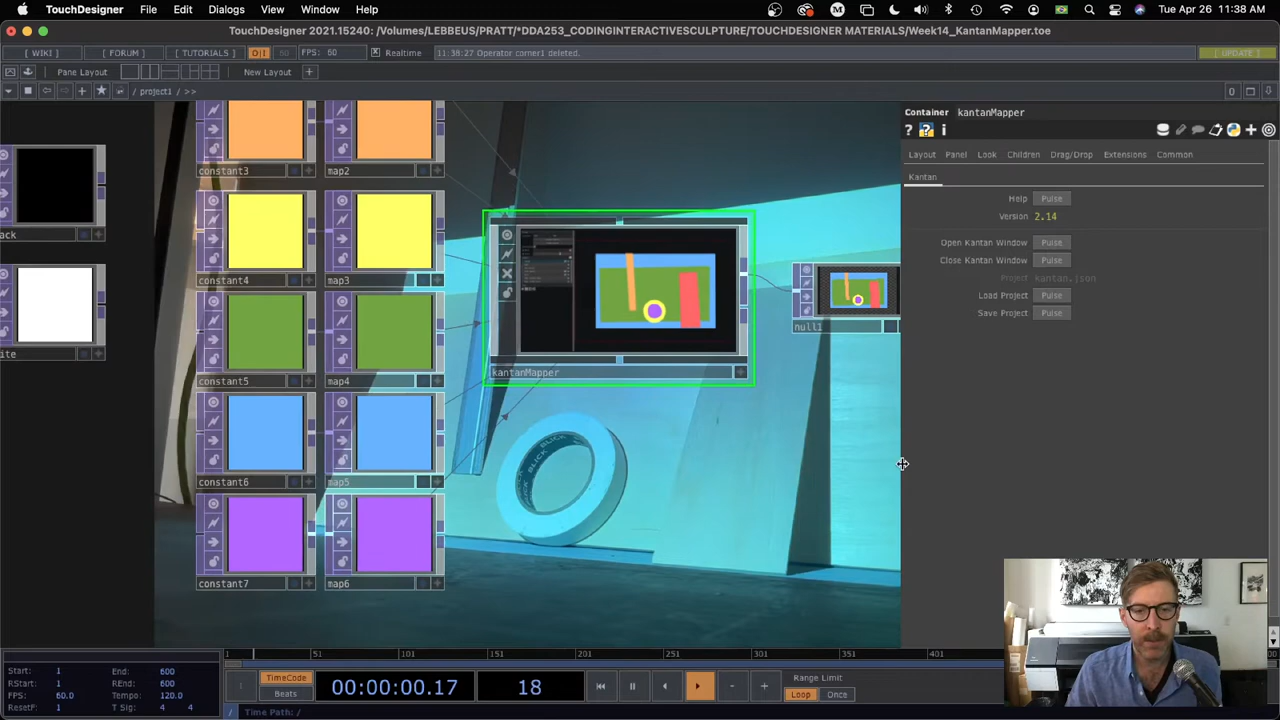 TouchDesigner File Edit Dialogs View Window Help Tue Apr 26 11:38 AM
TouchDesigner 2021.15240: /Volumes/LEBBEUS/PRATT/*DDA253_CODINGINTERACTIVESCULPTURE/TOUCHDESIGNER MATERIALS/Week14_KantanMapper.toe
[ WIKI ] [ FORUM ] [ TUTORIALS ] O|I 60 FPS: 60 Realtime 11:38:27 Operator corner1 deleted. [ UPDATE ]
Pane Layout New Layout +
/ project1 / >> 0
Container kantanMapper
? ? i
Layout Panel Look Children Drag/Drop Extensions Common
Kantan
Help Pulse
Version 2.14
Open Kantan Window Pulse
Close Kantan Window Pulse
Project kantan.json
Load Project Pulse
Save Project Pulse
constant3 map2
ack
constant4 map3
ite
constant5 map4
constant6 map5
constant7 map6
kantanMapper
null1
BLICK BLICK BLICK
1 51 101 151 201 251 301 351 401
Start: 1 End: 600
RStart: 1 REnd: 600
FPS: 60.0 Tempo: 120.0
ResetF: 1 T Sig: 4 4
TimeCode
Beats
00:00:00.17 18
Range Limit
Loop Once
/ Time Path: /